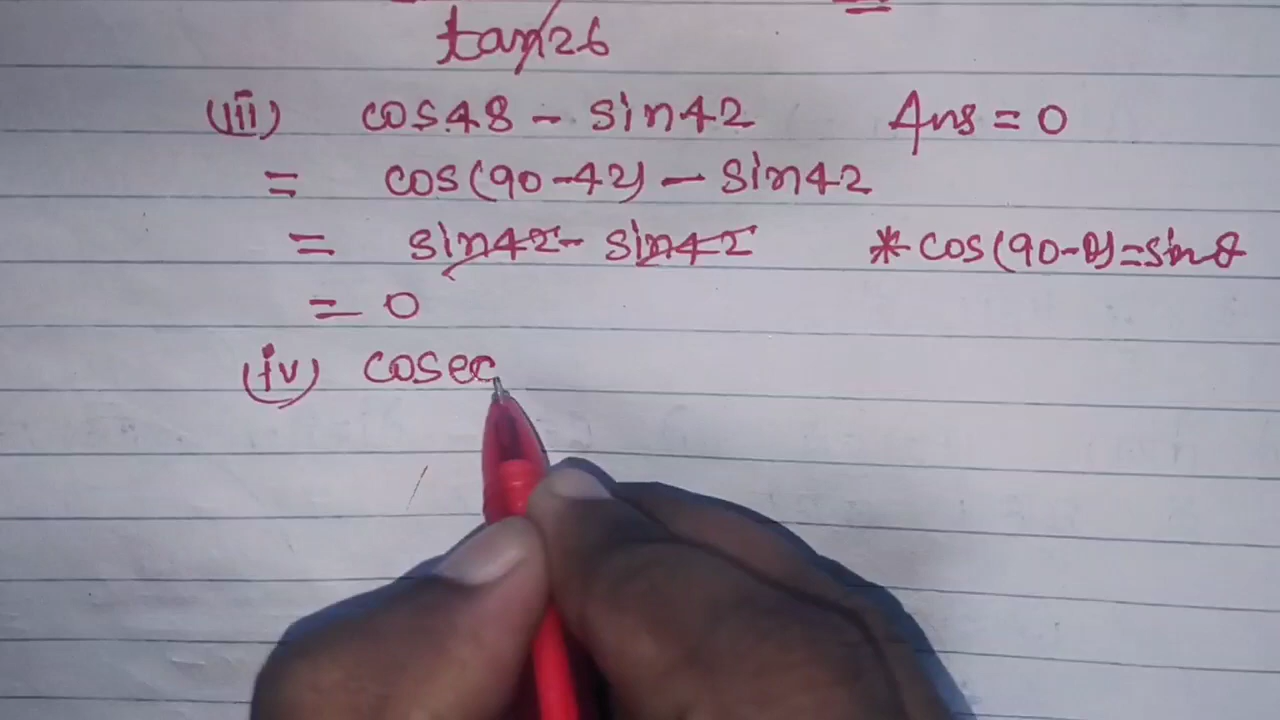 tan26
(iii) cos48 - sin42 Ans = 0
= cos(90-42) - sin42
= sin42 - sin42 * cos(90-θ)=sinθ
= 0
(iv) cosec